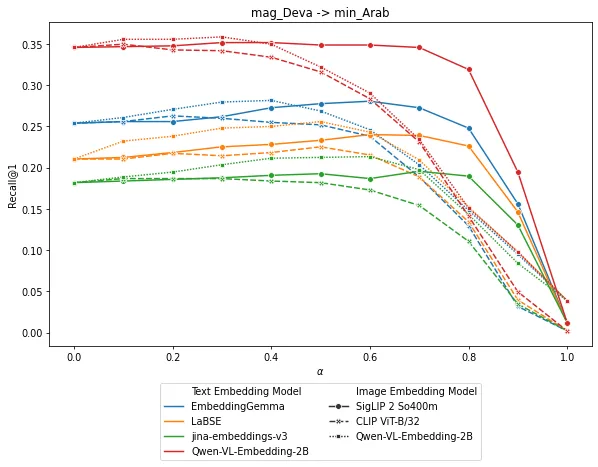 mag_Deva -> min_Arab
0.35
0.30
0.25
0.20
0.15
0.10
0.05
0.00
Recall@1
0.0 0.2 0.4 0.6 0.8 1.0
α
Text Embedding Model
EmbeddingGemma
LaBSE
jina-embeddings-v3
Qwen-VL-Embedding-2B
Image Embedding Model
SigLIP 2 So400m
CLIP ViT-B/32
Qwen-VL-Embedding-2B